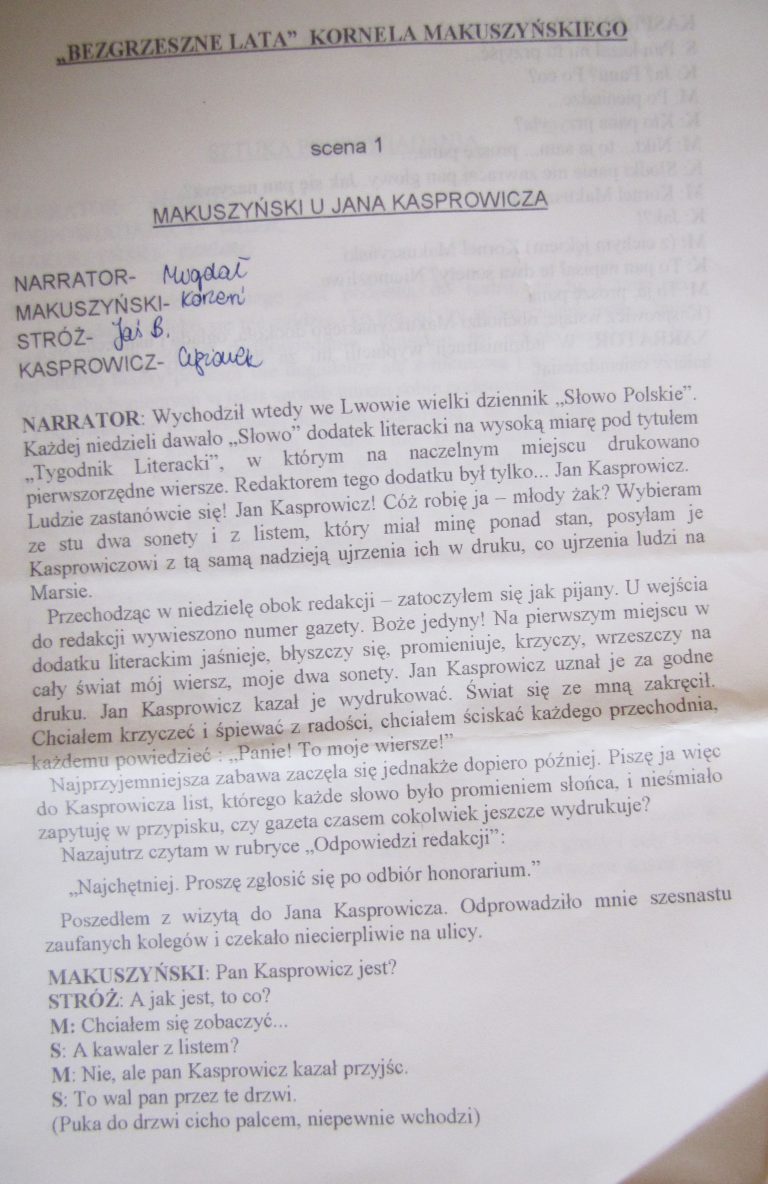 „BEZGRZESZNE LATA” KORNELA MAKUSZYŃSKIEGO
scena 1
MAKUSZYŃSKI U JANA KASPROWICZA
NARRATOR- Mugdał
MAKUSZYŃSKI- Korzeń
STRÓŻ- Jaś B.
KASPROWICZ-
NARRATOR: Wychodził wtedy we Lwowie wielki dziennik „Słowo Polskie”.
Każdej niedzieli dawało „Słowo” dodatek literacki na wysoką miarę pod tytułem
„Tygodnik Literacki”, w którym na naczelnym miejscu drukowano
pierwszorzędne wiersze. Redaktorem tego dodatku był tylko... Jan Kasprowicz.
Ludzie zastanówcie się! Jan Kasprowicz! Cóż robię ja – młody żak? Wybieram
ze stu dwa sonety i z listem, który miał minę ponad stan, posyłam je
Kasprowiczowi z tą samą nadzieją ujrzenia ich w druku, co ujrzenia ludzi na
Marsie.
Przechodząc w niedzielę obok redakcji – zatoczyłem się jak pijany. U wejścia
do redakcji wywieszono numer gazety. Boże jedyny! Na pierwszym miejscu w
dodatku literackim jaśnieje, błyszczy się, promieniuje, krzyczy, wrzeszczy na
cały świat mój wiersz, moje dwa sonety. Jan Kasprowicz uznał je za godne
druku. Jan Kasprowicz kazał je wydrukować. Świat się ze mną zakręcił.
Chciałem krzyczeć i śpiewać z radości, chciałem ściskać każdego przechodnia,
każdemu powiedzieć : „Panie! To moje wiersze!”
Najprzyjemniejsza zabawa zaczęła się jednakże dopiero później. Piszę ja więc
do Kasprowicza list, którego każde słowo było promieniem słońca, i nieśmiało
zapytuję w przypisku, czy gazeta czasem cokolwiek jeszcze wydrukuje?
Nazajutrz czytam w rubryce „Odpowiedzi redakcji”:
„Najchętniej. Proszę zgłosić się po odbiór honorarium.”
Poszedłem z wizytą do Jana Kasprowicza. Odprowadziło mnie szesnastu
zaufanych kolegów i czekało niecierpliwie na ulicy.
MAKUSZYŃSKI: Pan Kasprowicz jest?
STRÓŻ: A jak jest, to co?
M: Chciałem się zobaczyć...
S: A kawaler z listem?
M: Nie, ale pan Kasprowicz kazał przyjśc.
S: To wal pan przez te drzwi.
(Puka do drzwi cicho palcem, niepewnie wchodzi)